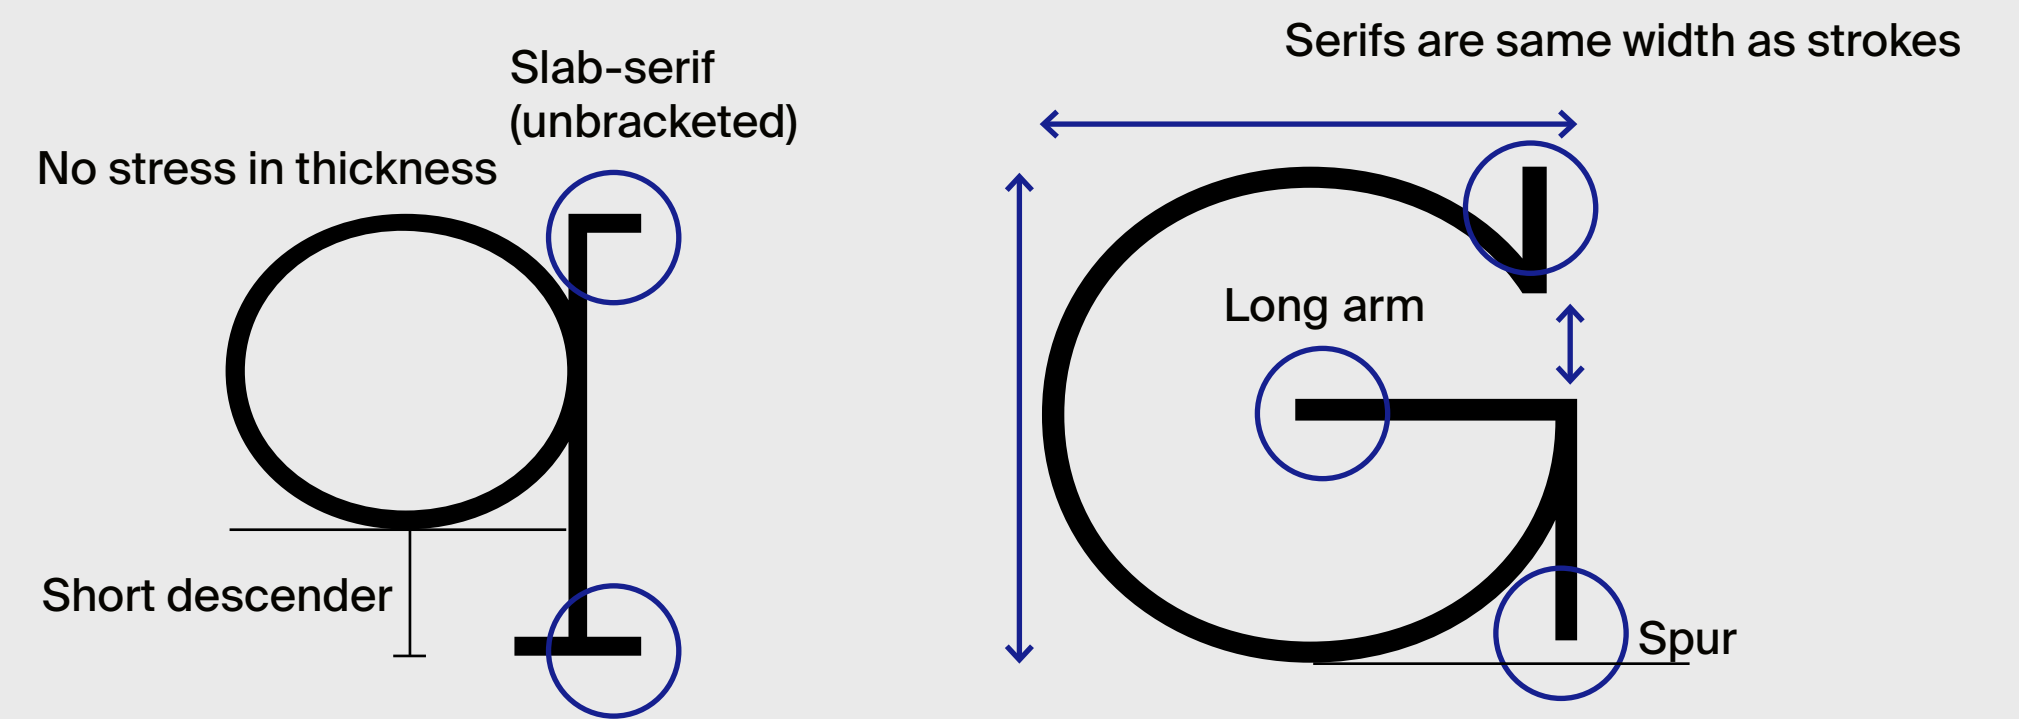 Serifs are same width as strokes
Slab-serif
(unbracketed)
No stress in thickness
q
G
Long arm
Short descender
Spur